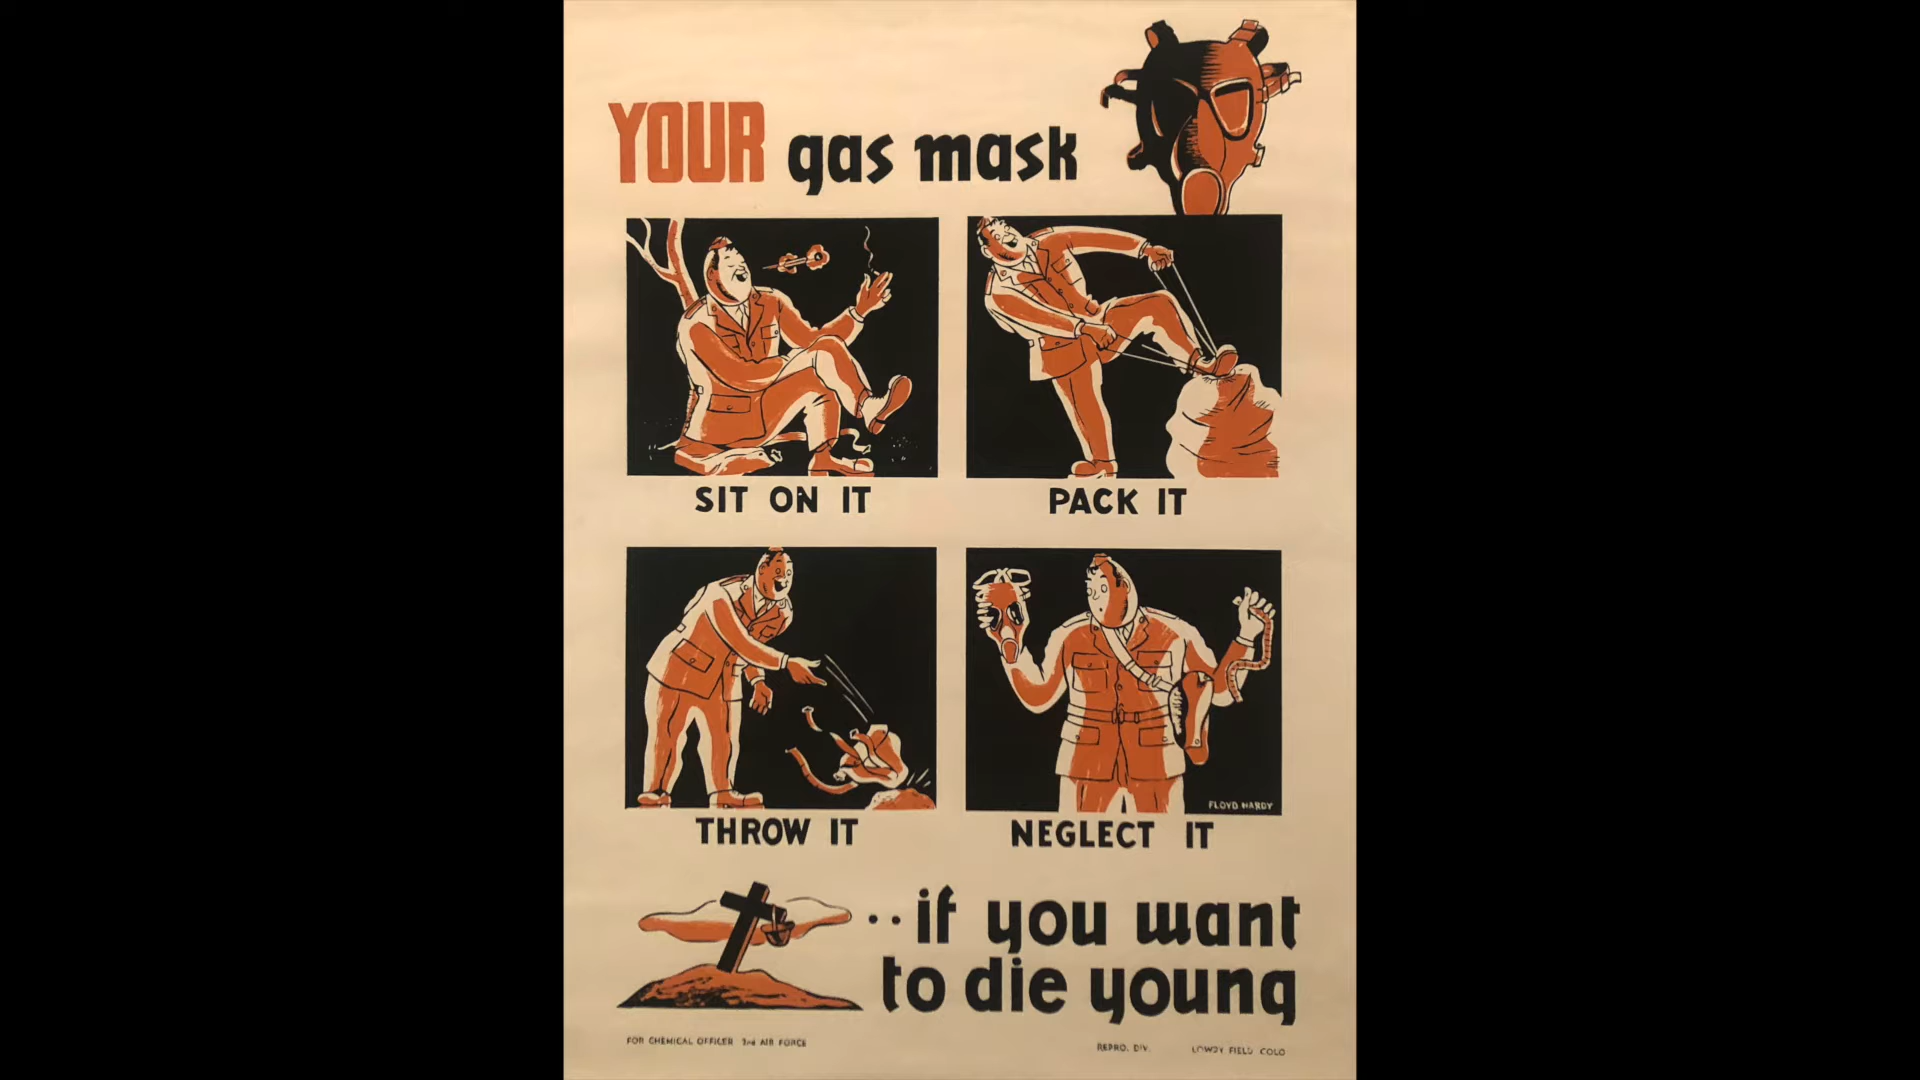 YOUR gas mask
SIT ON IT
PACK IT
THROW IT
NEGLECT IT
FLOYD HARDY
..if you want
to die young
FOR CHEMICAL OFFICER 2nd AIR FORCE
REPRO. DIV. LOWRY FIELD COLO